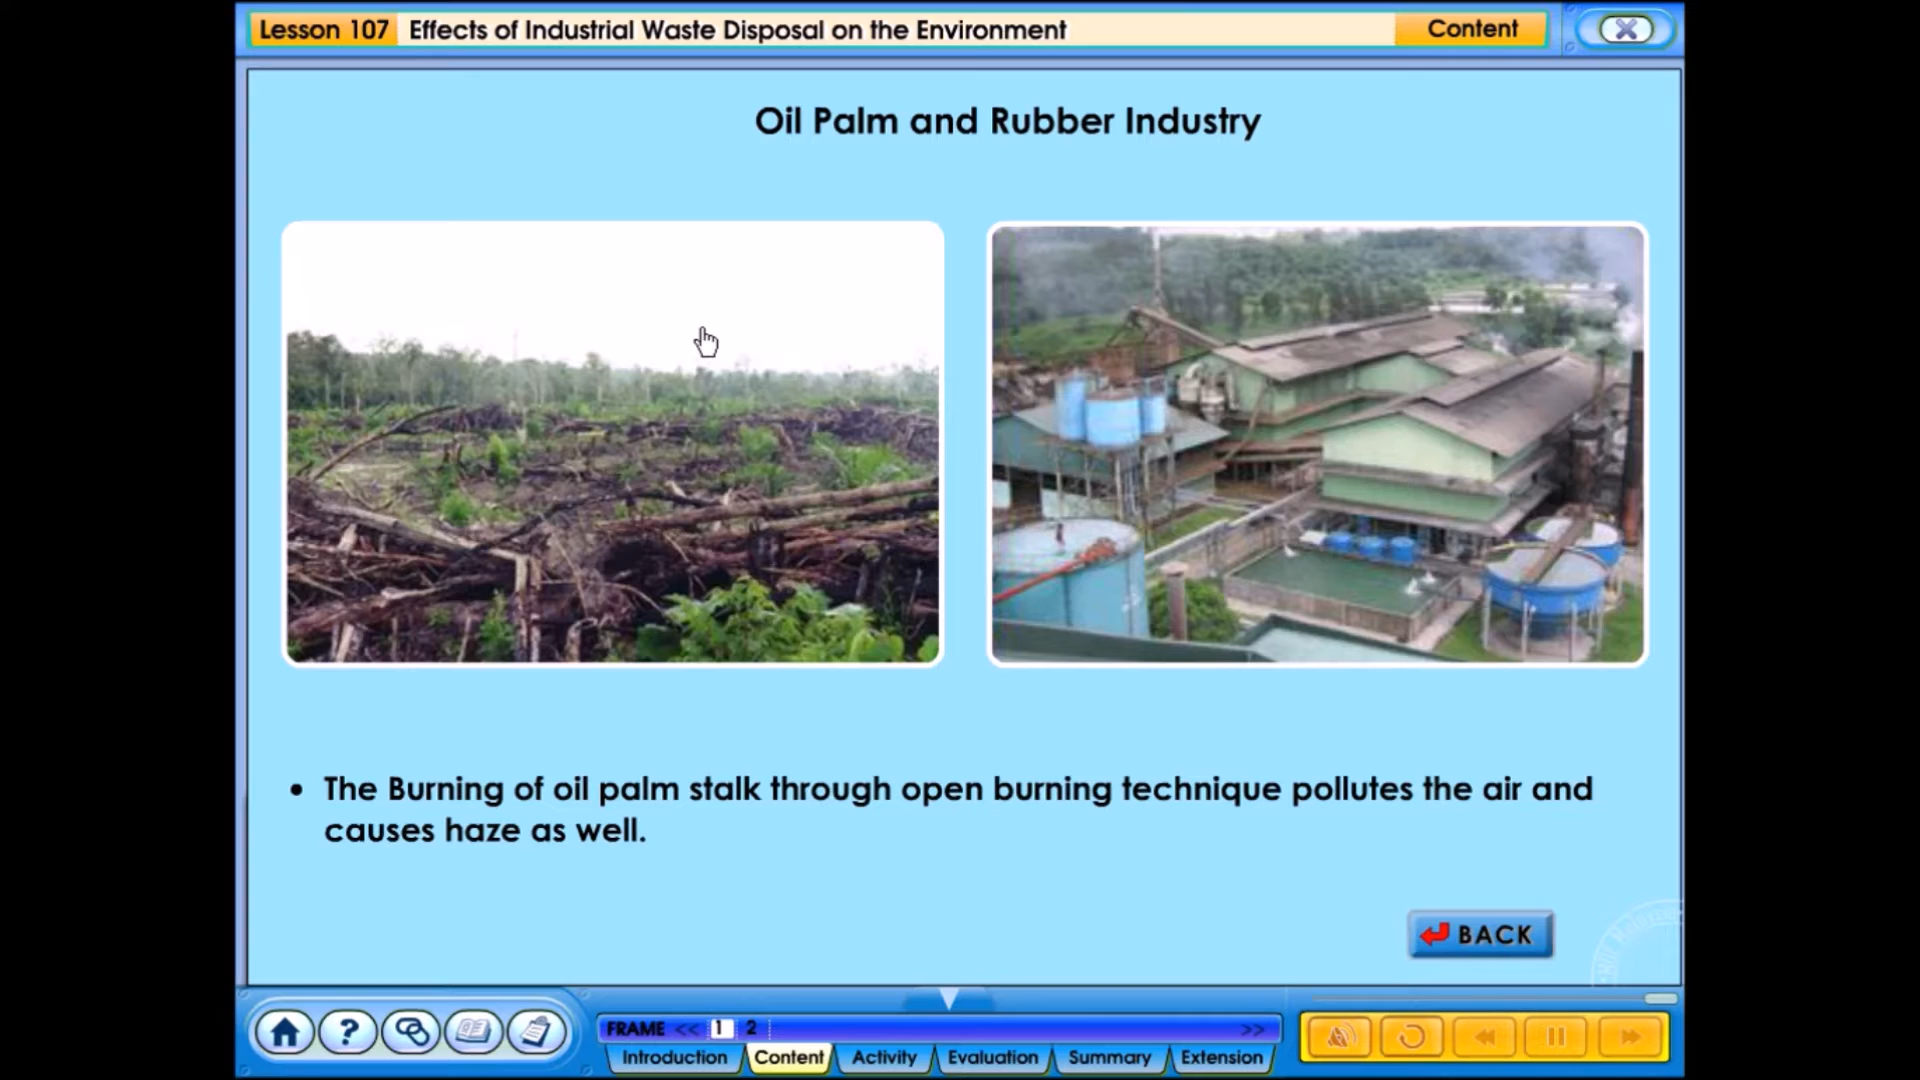 Lesson 107 Effects of Industrial Waste Disposal on the Environment Content
Oil Palm and Rubber Industry
• The Burning of oil palm stalk through open burning technique pollutes the air and
causes haze as well.
BACK
FRAME << 1 2 >>
Introduction Content Activity Evaluation Summary Extension